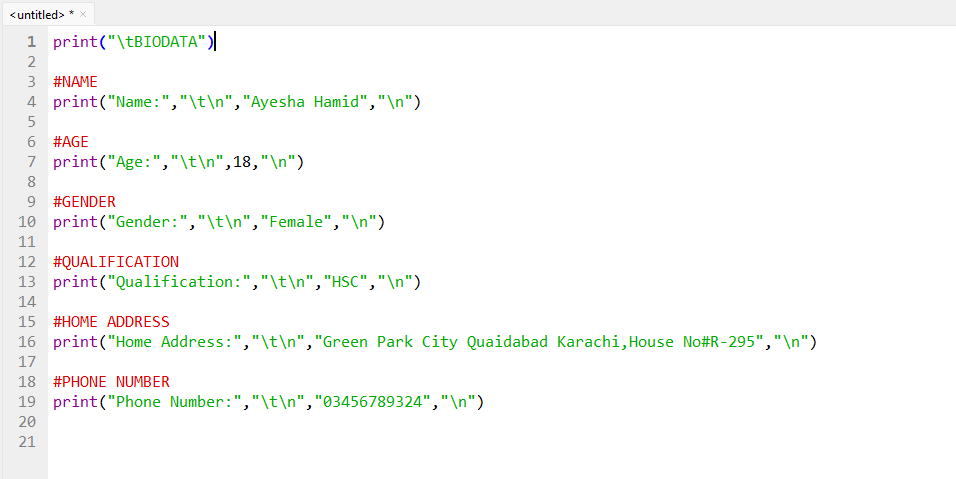 <untitled> * ×
1 print("\tBIODATA")
2
3 #NAME
4 print("Name:","\t\n","Ayesha Hamid","\n")
5
6 #AGE
7 print("Age:","\t\n",18,"\n")
8
9 #GENDER
10 print("Gender:","\t\n","Female","\n")
11
12 #QUALIFICATION
13 print("Qualification:","\t\n","HSC","\n")
14
15 #HOME ADDRESS
16 print("Home Address:","\t\n","Green Park City Quaidabad Karachi,House No#R-295","\n")
17
18 #PHONE NUMBER
19 print("Phone Number:","\t\n","03456789324","\n")
20
21